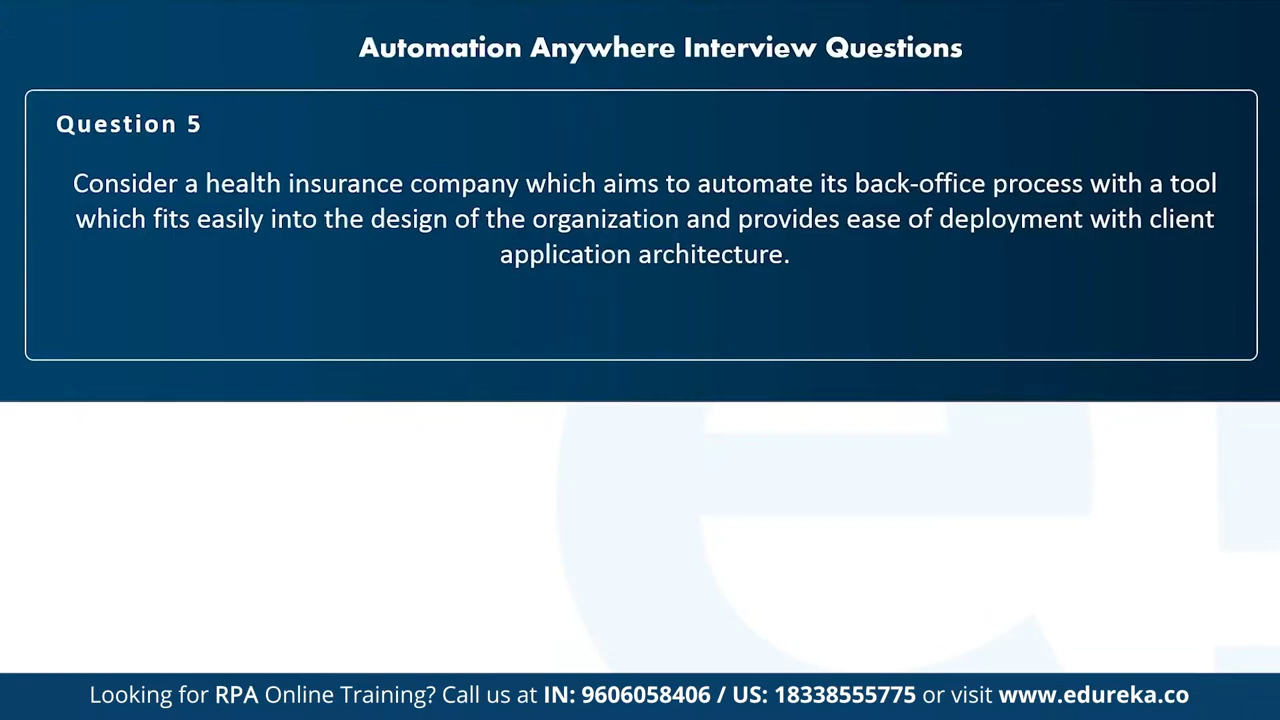 Automation Anywhere Interview Questions
Question 5
Consider a health insurance company which aims to automate its back-office process with a tool
which fits easily into the design of the organization and provides ease of deployment with client
application architecture.
Looking for RPA Online Training? Call us at IN: 9606058406 / US: 18338555775 or visit www.edureka.co